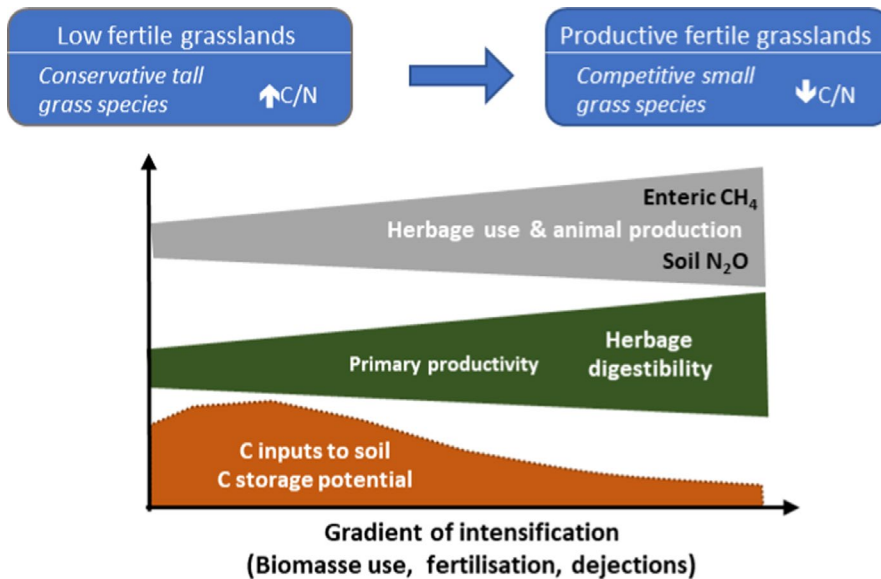 Low fertile grasslands
Conservative tall
grass species
↑C/N
Productive fertile grasslands
Competitive small
grass species
↓C/N
Enteric CH₄
Herbage use & animal production
Soil N₂O
Herbage
digestibility
Primary productivity
C inputs to soil
C storage potential
Gradient of intensification
(Biomasse use, fertilisation, dejections)